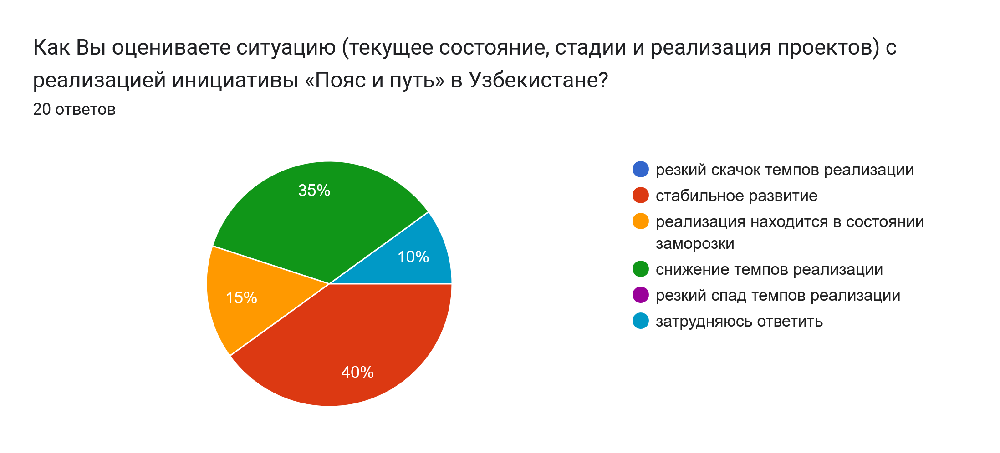 Как Вы оцениваете ситуацию (текущее состояние, стадии и реализация проектов) с
реализацией инициативы «Пояс и путь» в Узбекистане?
20 ответов
35%
10%
15%
40%
резкий скачок темпов реализации
стабильное развитие
реализация находится в состоянии
заморозки
снижение темпов реализации
резкий спад темпов реализации
затрудняюсь ответить